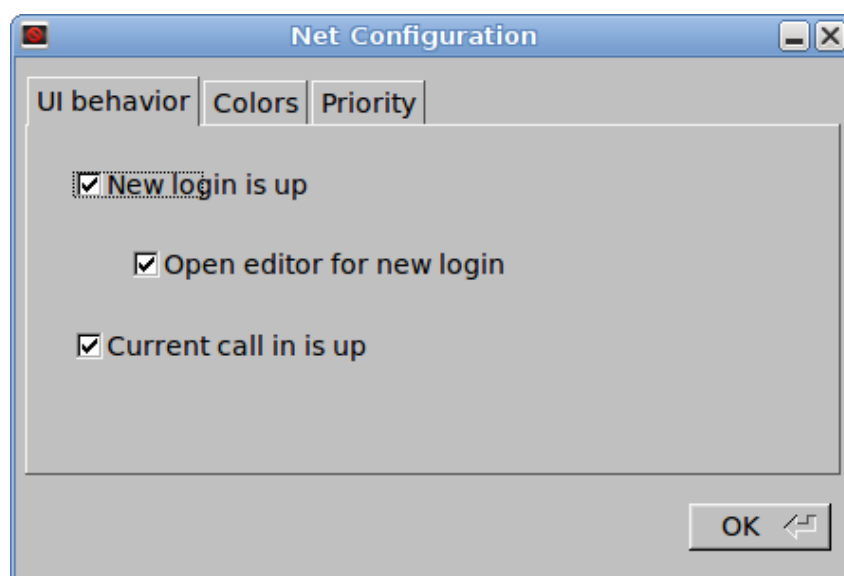 Net Configuration
UI behavior Colors Priority
New login is up
Open editor for new login
Current call in is up
OK